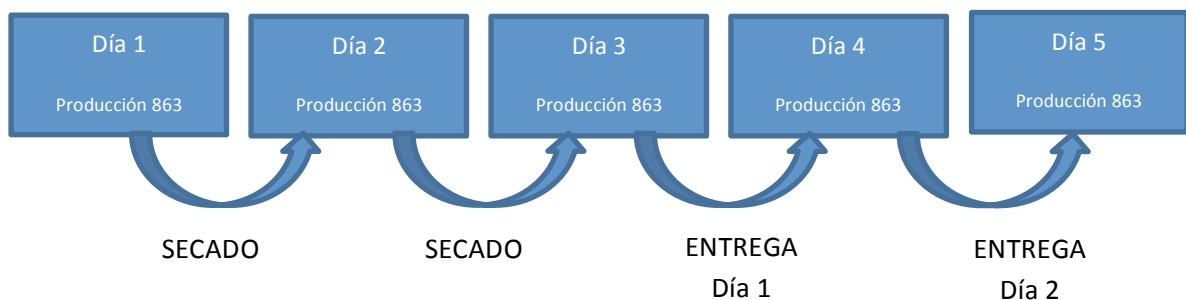 Día 1
Producción 863
Día 2
Producción 863
Día 3
Producción 863
Día 4
Producción 863
Día 5
Producción 863
SECADO
SECADO
ENTREGA
Día 1
ENTREGA
Día 2